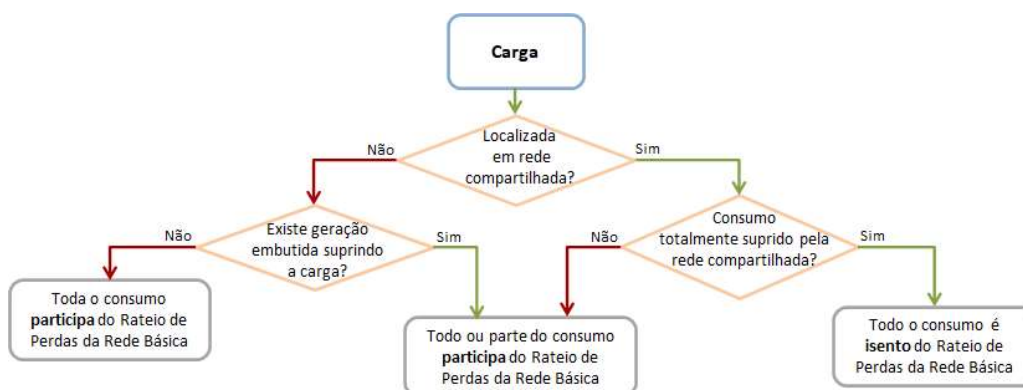 Carga
Localizada
em rede
compartilhada?
Não
Sim
Existe geração
embutida suprindo
a carga?
Não
Sim
Consumo
totalmente suprido pela
rede compartilhada?
Não
Sim
Toda o consumo
participa do Rateio de
Perdas da Rede Básica
Todo ou parte do consumo
participa do Rateio de
Perdas da Rede Básica
Todo o consumo é
isento do Rateio de
Perdas da Rede Básica